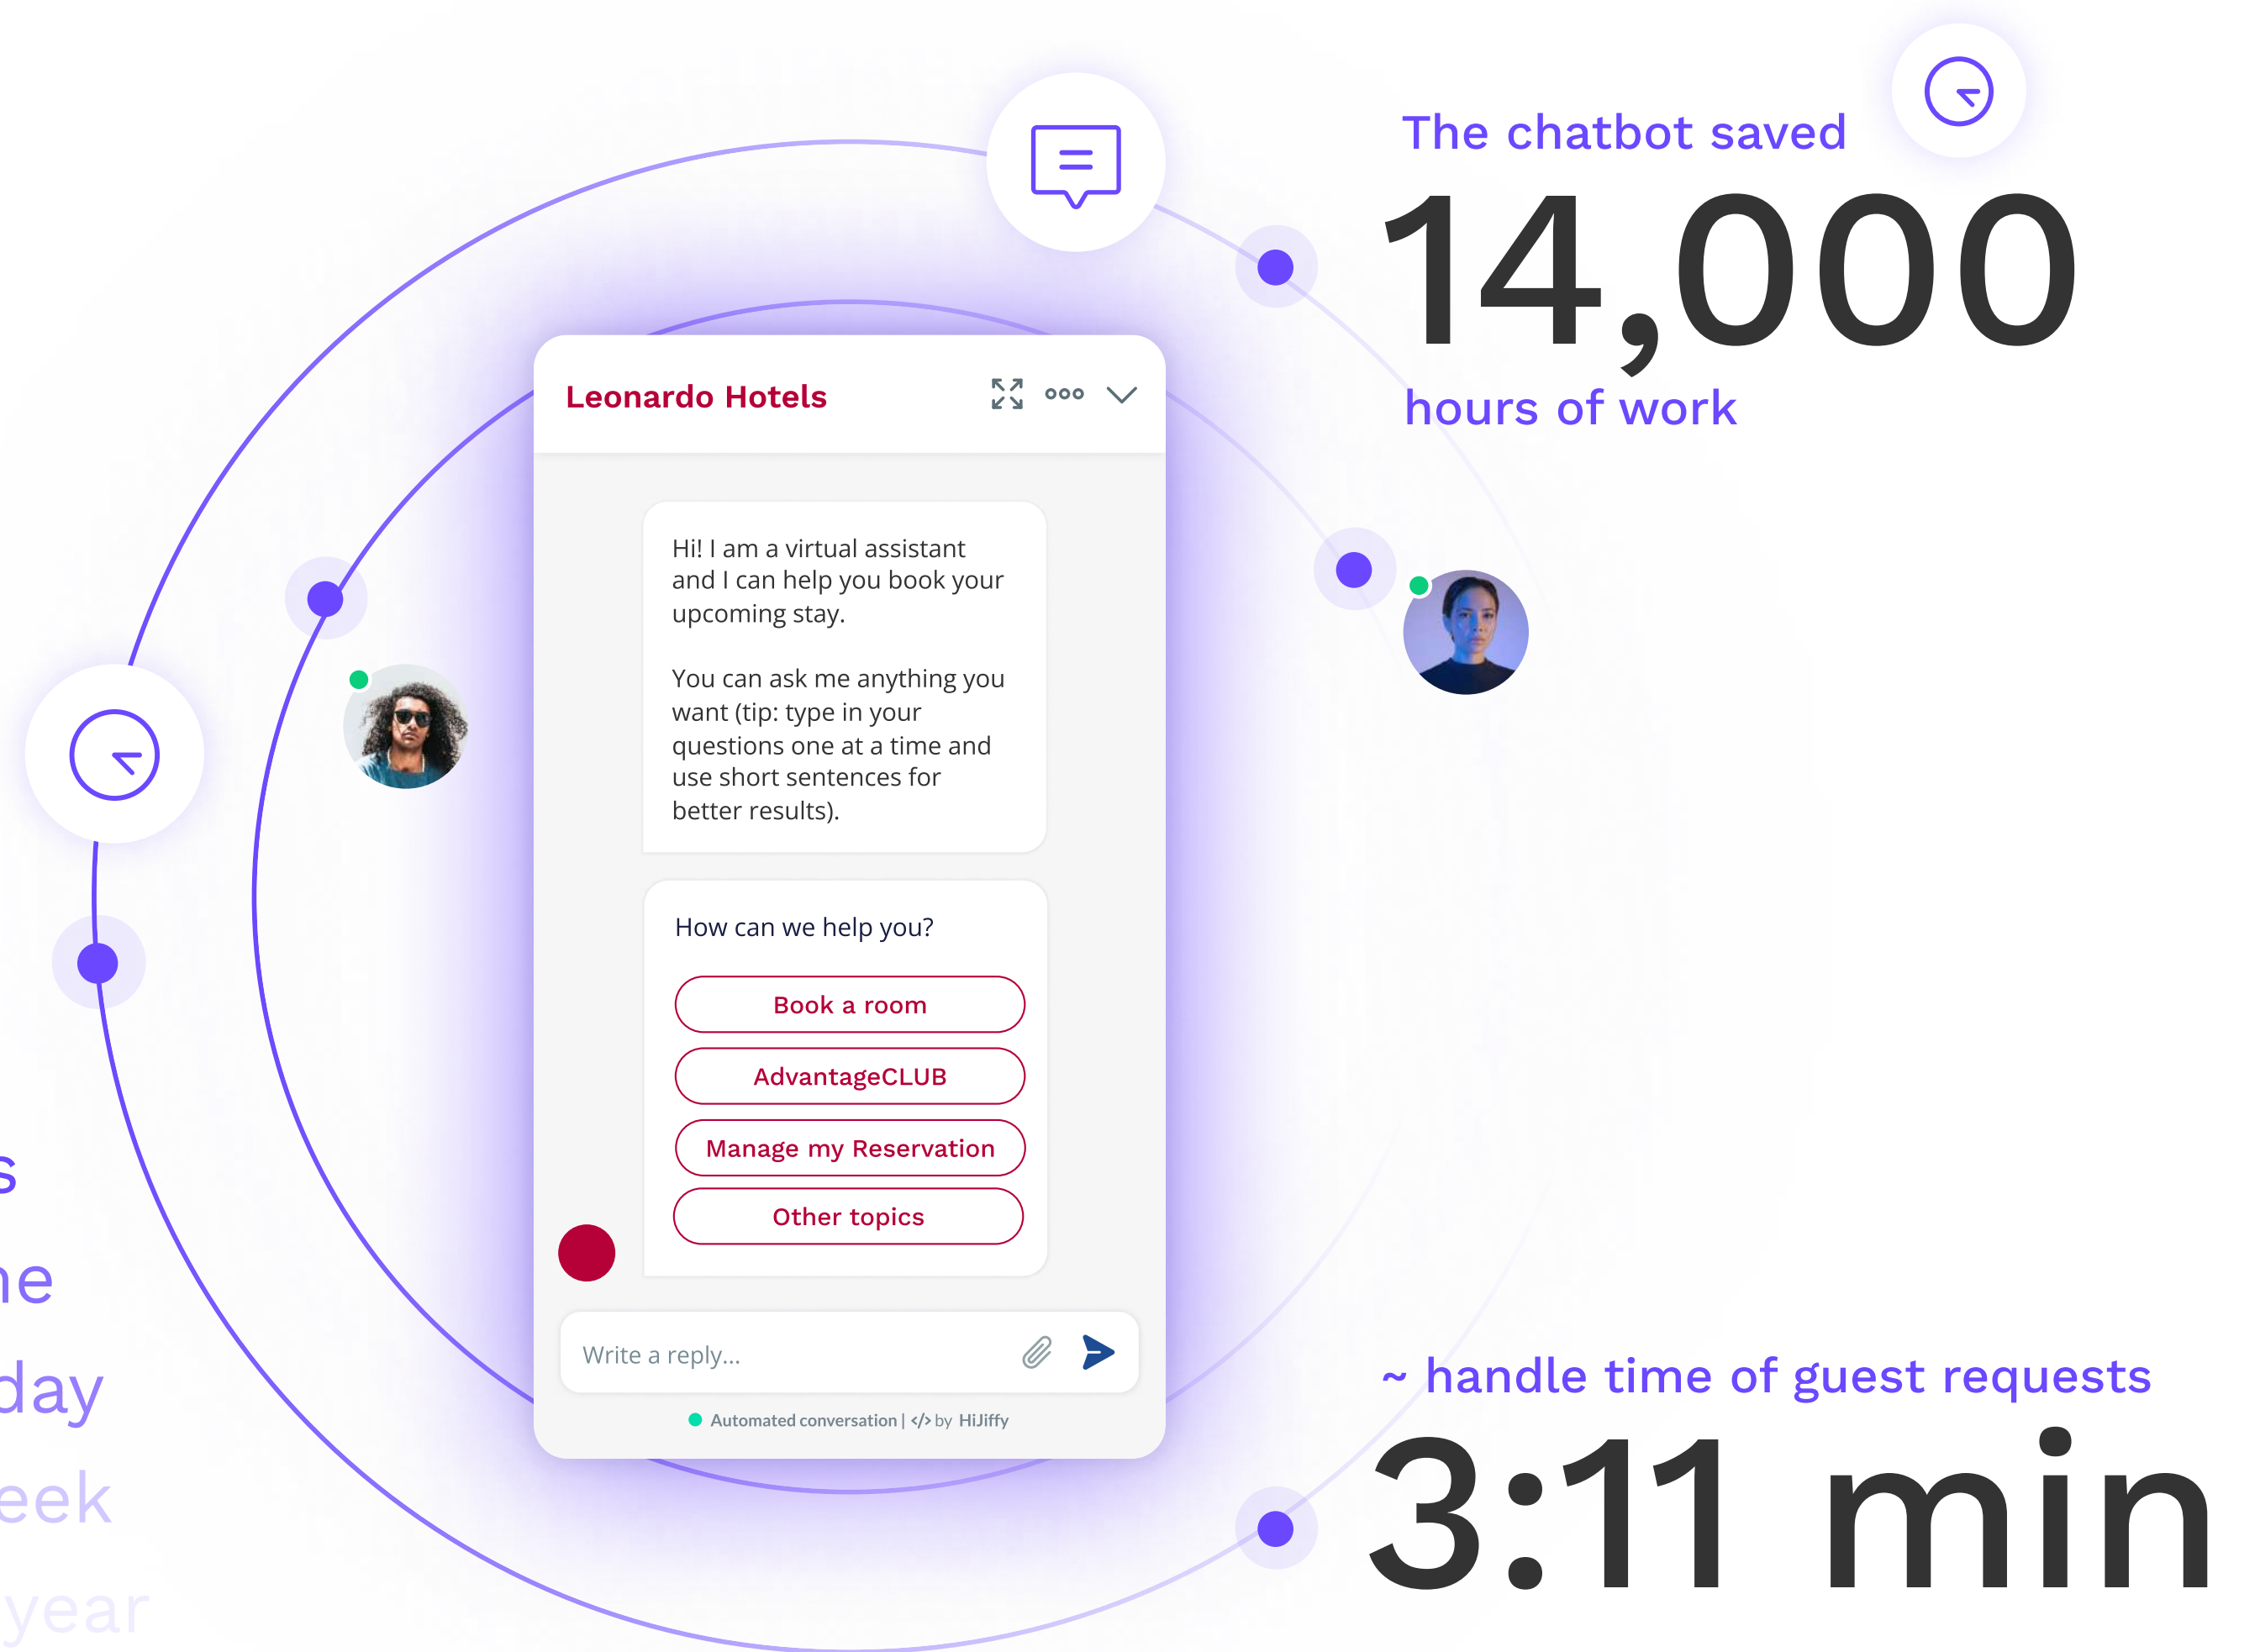 The chatbot saved
14,000
hours of work
Leonardo Hotels
Hi! I am a virtual assistant
and I can help you book your
upcoming stay.
You can ask me anything you
want (tip: type in your
questions one at a time and
use short sentences for
better results).
How can we help you?
Book a room
AdvantageCLUB
Manage my Reservation
Other topics
Write a reply...
Automated conversation | </> by HiJiffy
~ handle time of guest requests
3:11 min
day
year